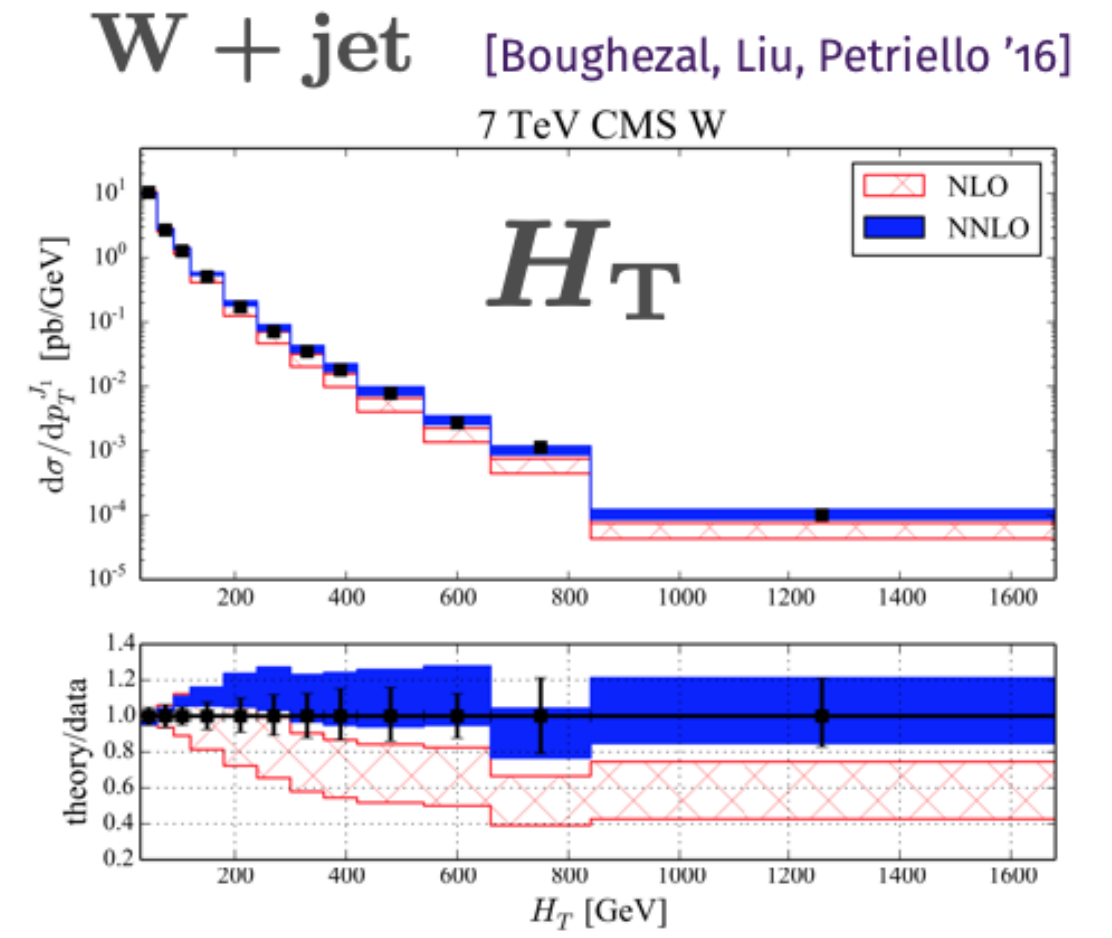 W + jet [Boughezal, Liu, Petriello '16]
7 TeV CMS W
NLO
NNLO
H_T
dσ/dp_T^{J_1} [pb/GeV]
10^1
10^0
10^-1
10^-2
10^-3
10^-4
10^-5
200 400 600 800 1000 1200 1400 1600
theory/data
1.4
1.2
1.0
0.8
0.6
0.4
0.2
200 400 600 800 1000 1200 1400 1600
H_T [GeV]